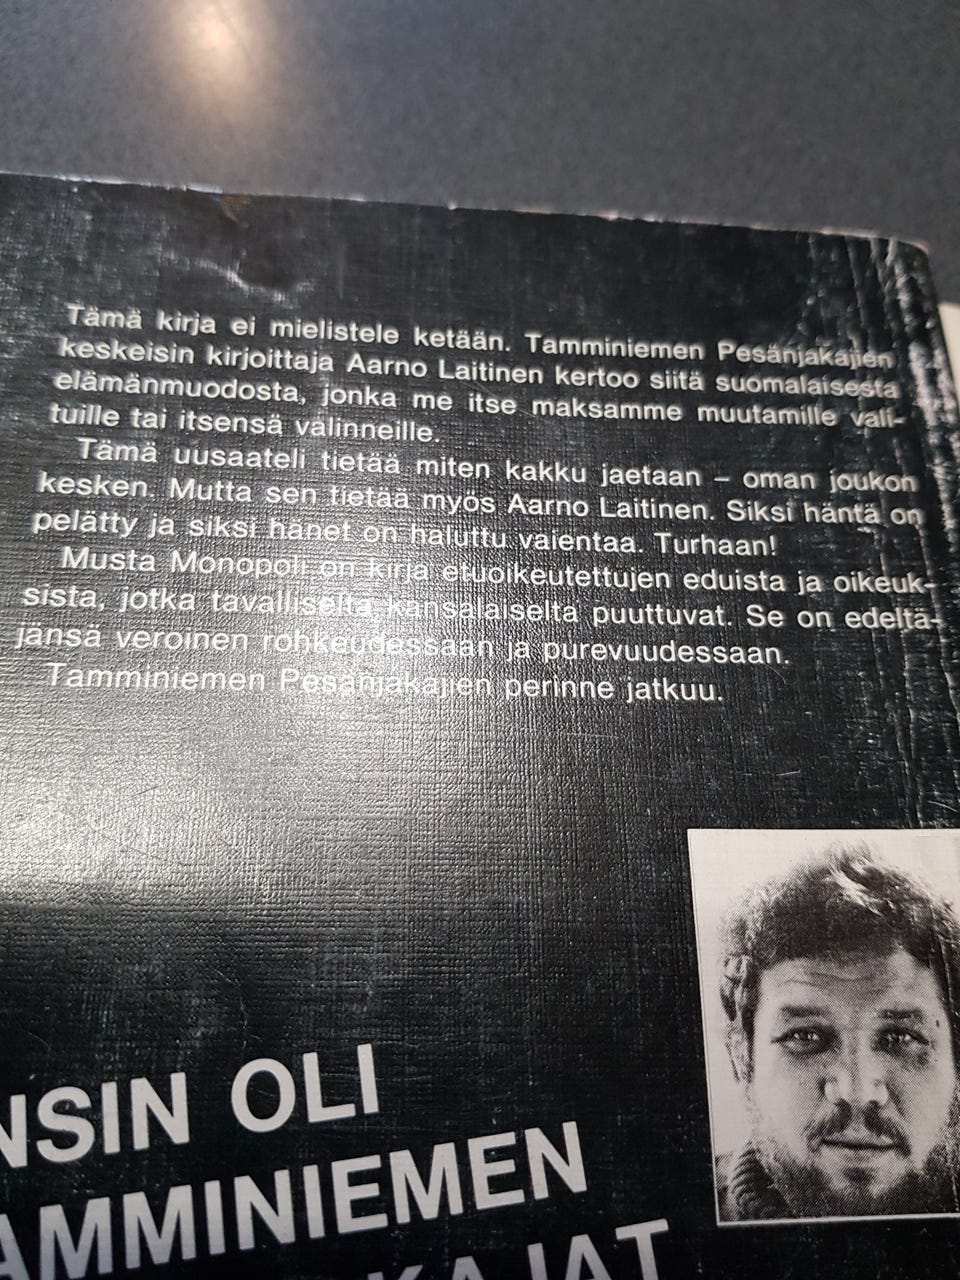 Tämä kirja ei mielistele ketään. Tamminiemen Pesänjakajien
keskeisin kirjoittaja Aarno Laitinen kertoo siitä suomalaisesta
elämänmuodosta, jonka me itse maksamme muutamille vali-
tuille tai itsensä valinneille.
Tämä uusaateli tietää miten kakku jaetaan – oman joukon
kesken. Mutta sen tietää myös Aarno Laitinen. Siksi häntä on
pelätty ja siksi hänet on haluttu vaientaa. Turhaan!
Musta Monopoli on kirja etuoikeutettujen eduista ja oikeuk-
sista, jotka tavalliselta kansalaiselta puuttuvat. Se on edeltä-
jänsä veroinen rohkeudessaan ja purevuudessaan.
Tamminiemen Pesänjakajien perinne jatkuu.
NSIN OLI
AMMINIEMEN
KAJAT